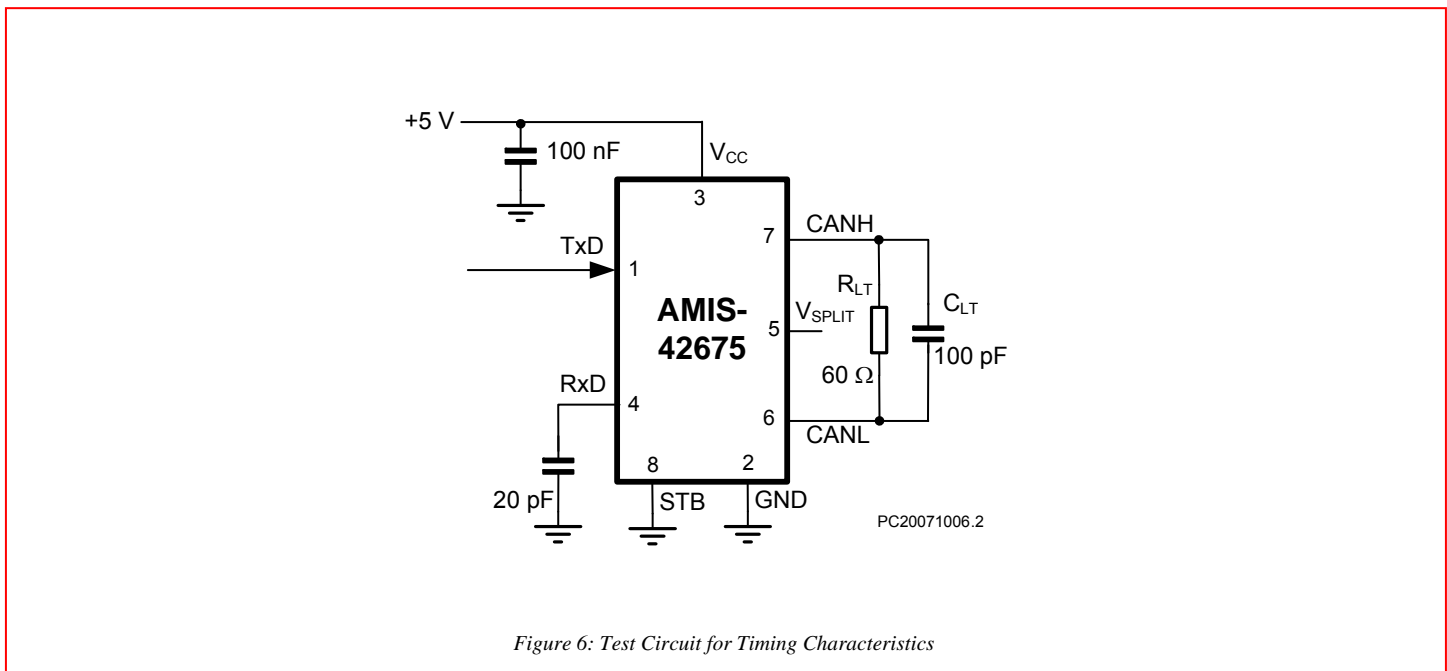 +5 V
100 nF
VCC
3
7
CANH
TxD
1
RLT
CLT
AMIS-
42675
5
VSPLIT
100 pF
60 Ω
RxD
4
6
CANL
8
2
20 pF
STB
GND
PC20071006.2
Figure 6: Test Circuit for Timing Characteristics